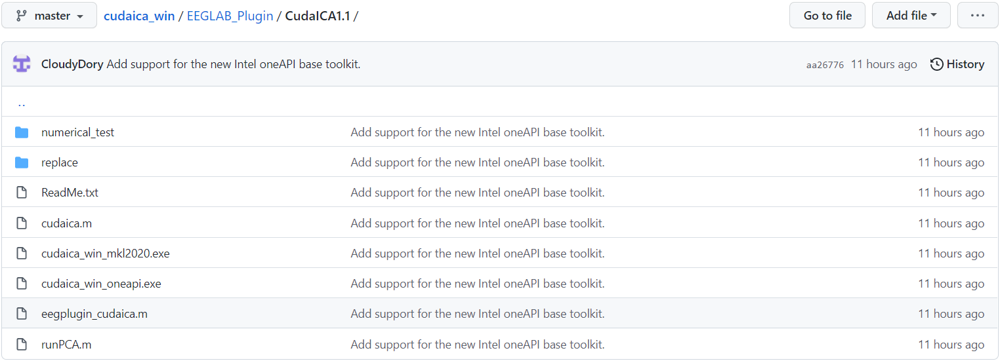 master cudaica_win / EEGLAB_Plugin / CudaICA1.1 / Go to file Add file ...
CloudyDory Add support for the new Intel oneAPI base toolkit. aa26776 11 hours ago History
..
numerical_test Add support for the new Intel oneAPI base toolkit. 11 hours ago
replace Add support for the new Intel oneAPI base toolkit. 11 hours ago
ReadMe.txt Add support for the new Intel oneAPI base toolkit. 11 hours ago
cudaica.m Add support for the new Intel oneAPI base toolkit. 11 hours ago
cudaica_win_mkl2020.exe Add support for the new Intel oneAPI base toolkit. 11 hours ago
cudaica_win_oneapi.exe Add support for the new Intel oneAPI base toolkit. 11 hours ago
eegplugin_cudaica.m Add support for the new Intel oneAPI base toolkit. 11 hours ago
runPCA.m Add support for the new Intel oneAPI base toolkit. 11 hours ago